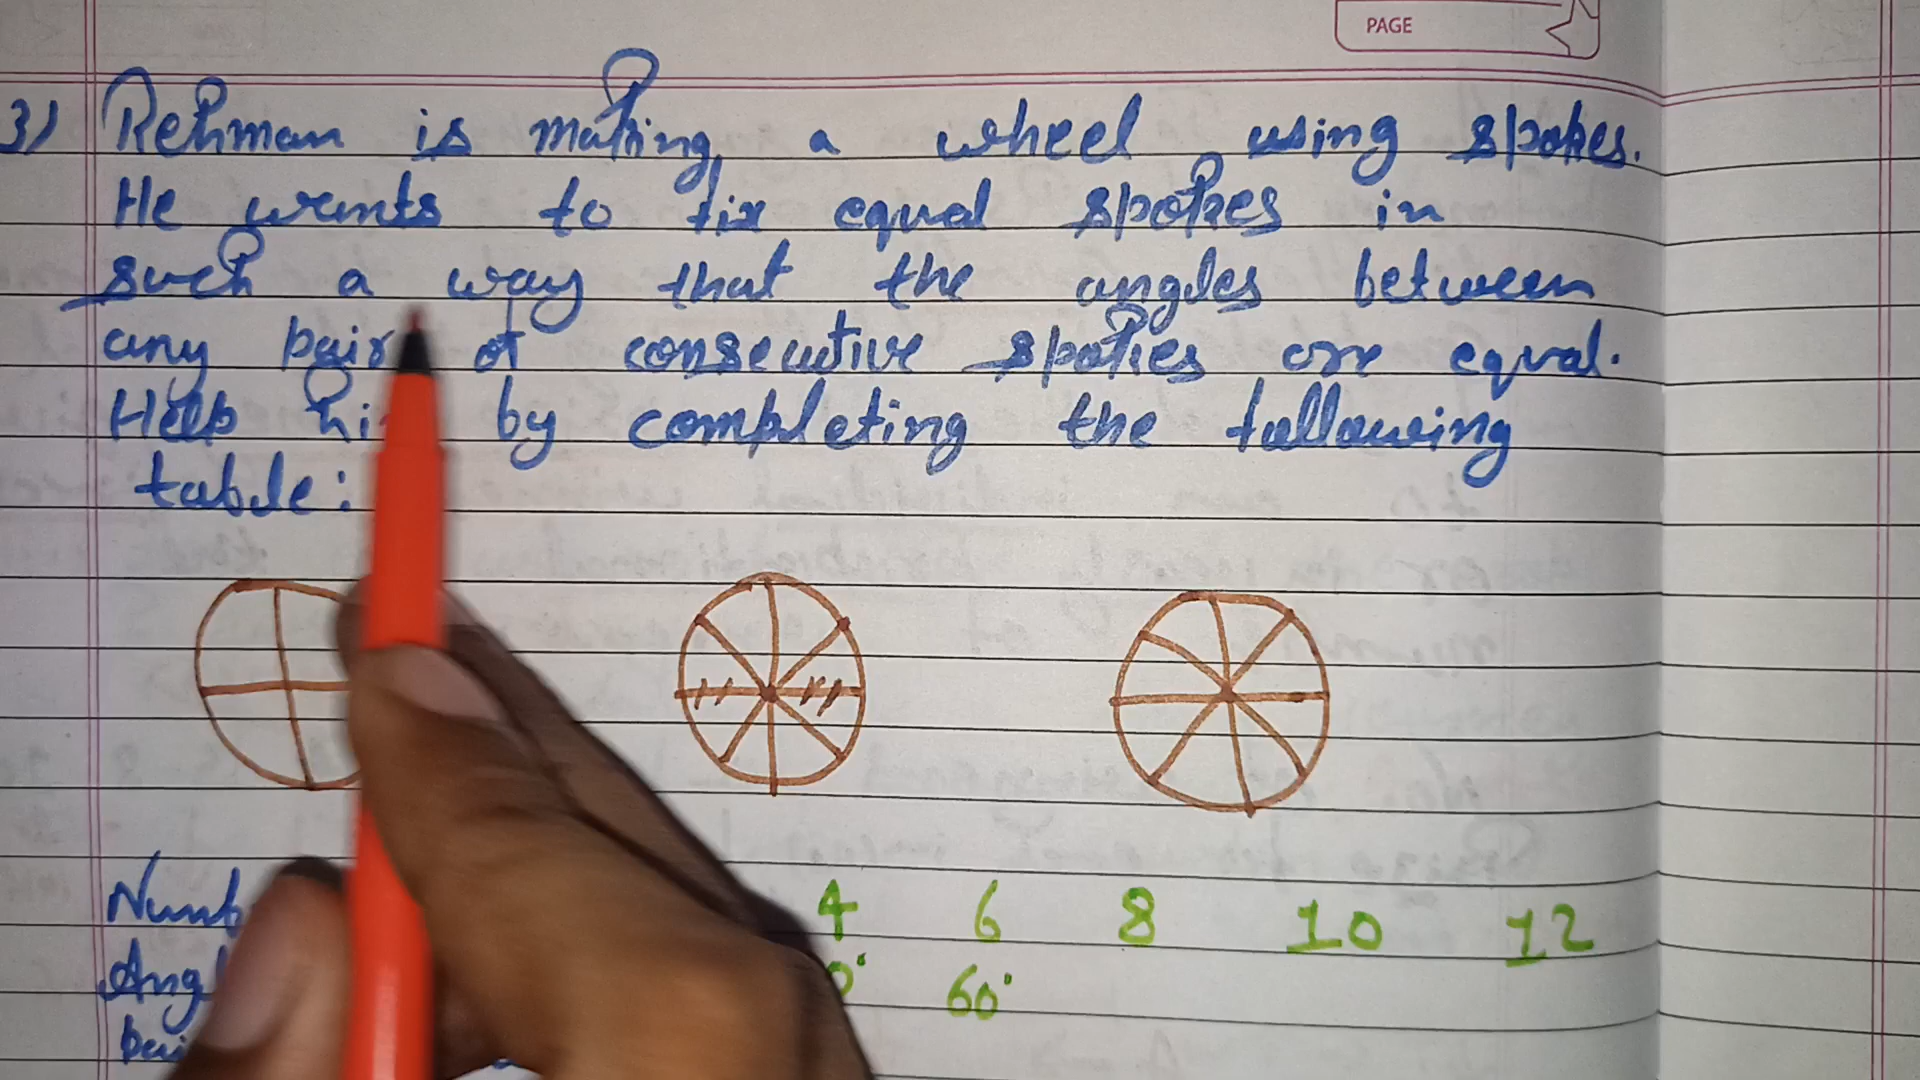 PAGE
3) Rehman is making a wheel using spokes.
He wants to fix equal spokes in
such a way that the angles between
any pair of consecutive spokes are equal.
Help by completing the following
table:
4 6 8 10 12
60°